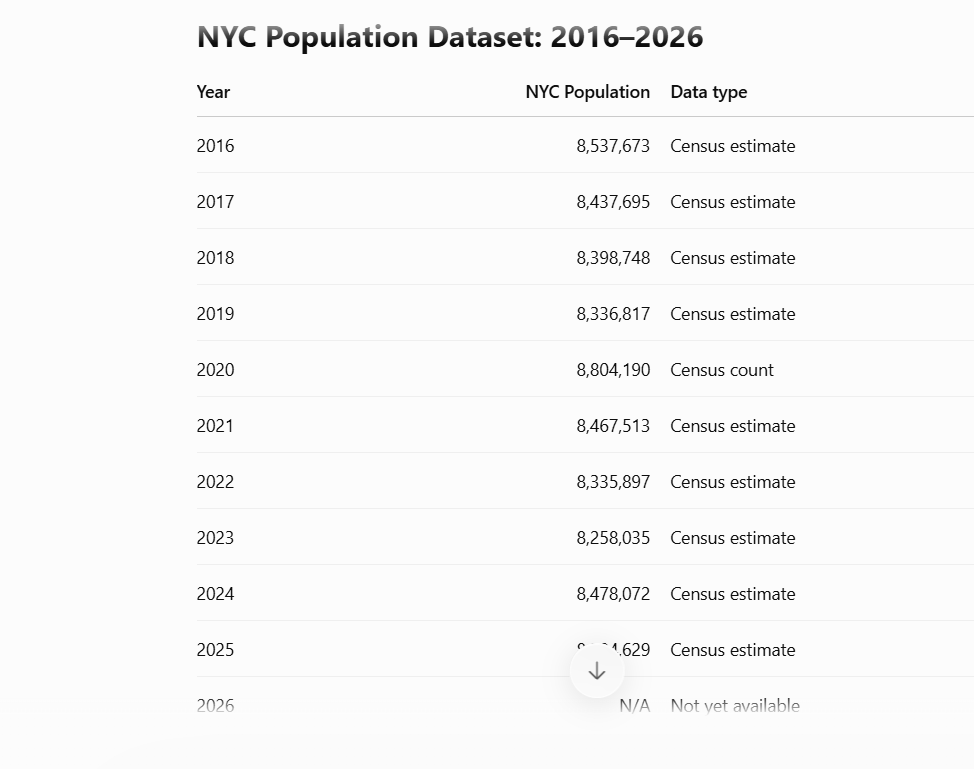 NYC Population Dataset: 2016–2026
Year NYC Population Data type
2016 8,537,673 Census estimate
2017 8,437,695 Census estimate
2018 8,398,748 Census estimate
2019 8,336,817 Census estimate
2020 8,804,190 Census count
2021 8,467,513 Census estimate
2022 8,335,897 Census estimate
2023 8,258,035 Census estimate
2024 8,478,072 Census estimate
2025 Census estimate
2026 N/A Not yet available